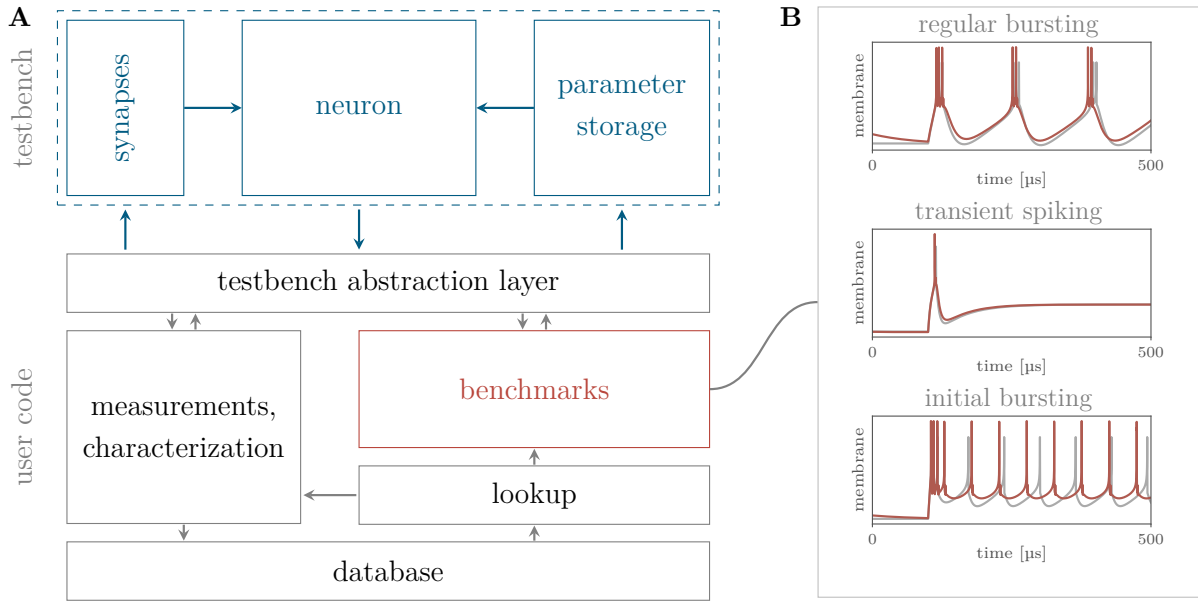 A
testbench
synapses
neuron
parameter
storage
testbench abstraction layer
user code
measurements,
characterization
benchmarks
lookup
database
B
regular bursting
membrane
0
500
time [µs]
transient spiking
membrane
0
500
time [µs]
initial bursting
membrane
0
500
time [µs]